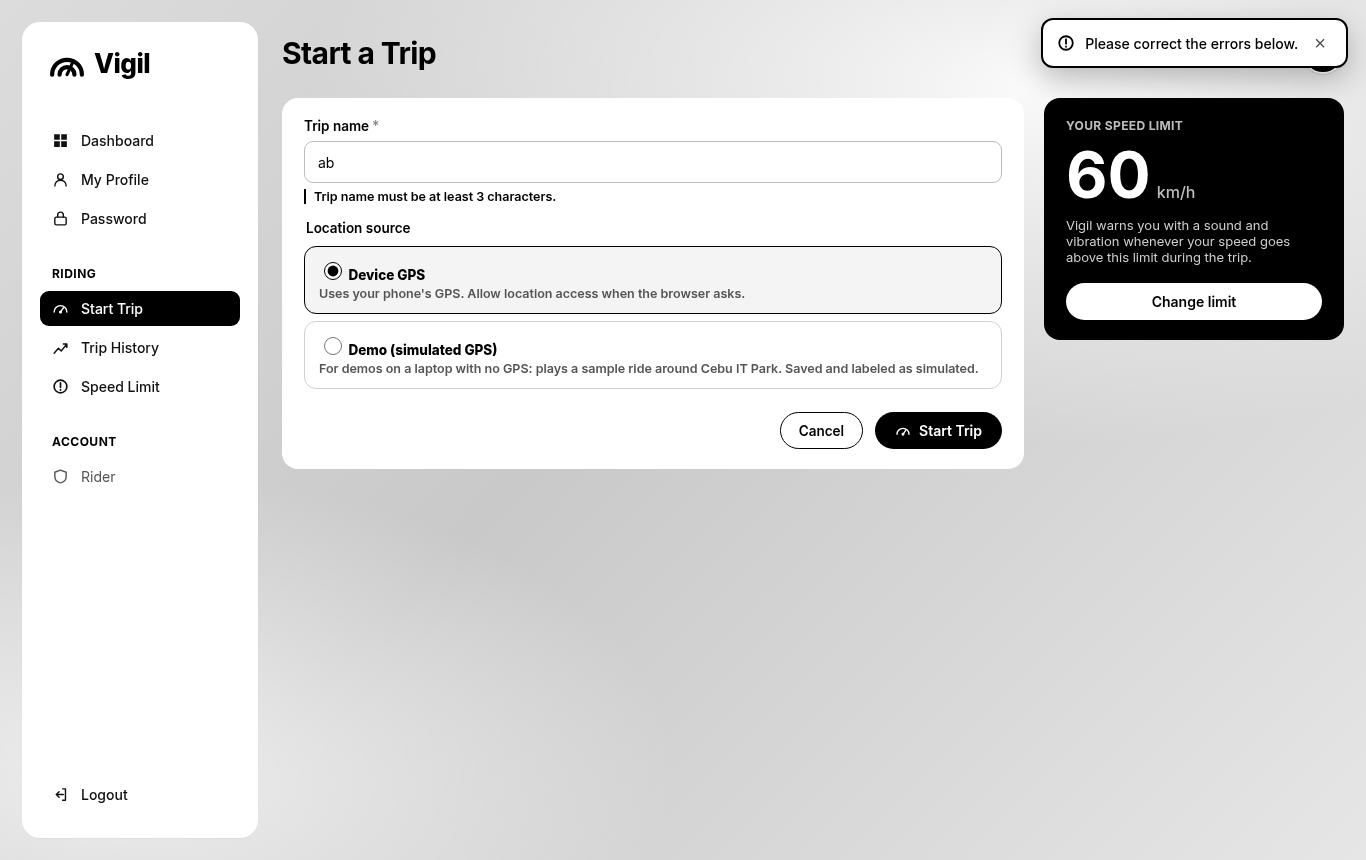 Vigil
Dashboard
My Profile
Password
RIDING
Start Trip
Trip History
Speed Limit
ACCOUNT
Rider
Logout
Start a Trip
Please correct the errors below.
Trip name *
ab
Trip name must be at least 3 characters.
Location source
Device GPS
Uses your phone's GPS. Allow location access when the browser asks.
Demo (simulated GPS)
For demos on a laptop with no GPS: plays a sample ride around Cebu IT Park. Saved and labeled as simulated.
Cancel
Start Trip
YOUR SPEED LIMIT
60 km/h
Vigil warns you with a sound and
vibration whenever your speed goes
above this limit during the trip.
Change limit